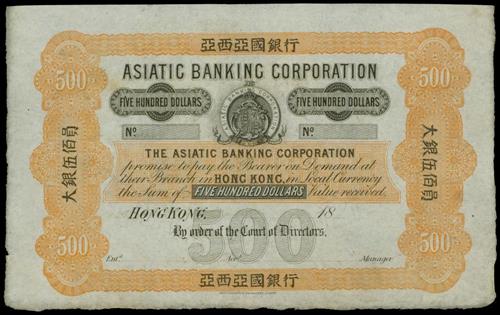 亞西亞國銀行
500 500
ASIATIC BANKING CORPORATION
FIVE HUNDRED DOLLARS FIVE HUNDRED DOLLARS
No No
THE ASIATIC BANKING CORPORATION
promise to pay the Bearer on Demand at
their Branch in HONG KONG, in Local Currency
the Sum of FIVE HUNDRED DOLLARS Value received.
大銀伍佰員
大銀伍佰員
HONG KONG, 18
500
By order of the Court of Directors,
500 500
Entd. Acct. Manager
亞西亞國銀行